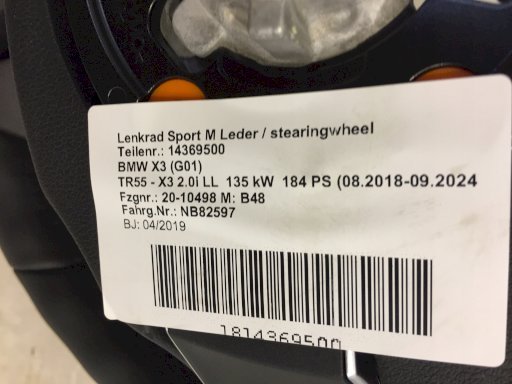 Lenkrad Sport M Leder / stearingwheel
Teilenr.: 14369500
BMW X3 (G01)
TR55 - X3 2.0i LL 135 kW 184 PS (08.2018-09.2024
Fzgnr.: 20-10498 M: B48
Fahrg.Nr.: NB82597
BJ: 04/2019
1814369500